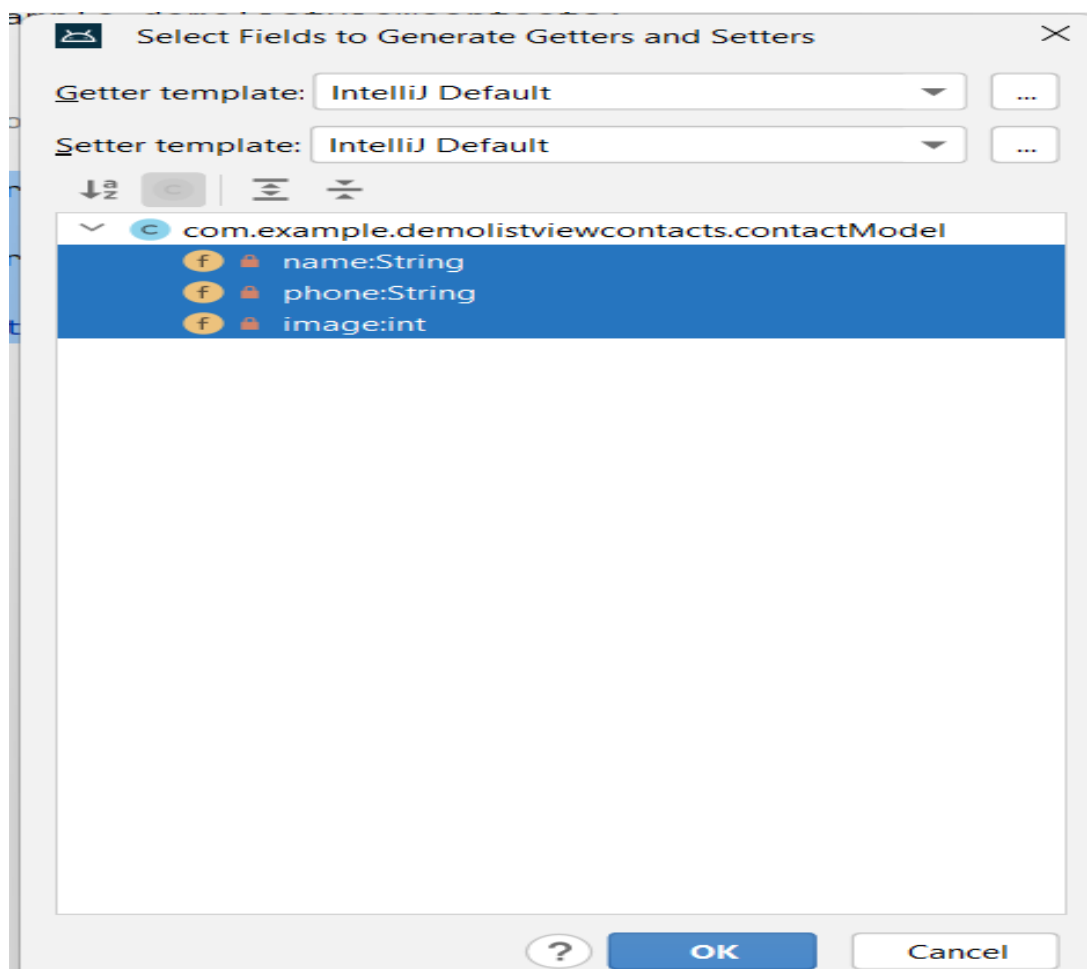 Select Fields to Generate Getters and Setters
Getter template: IntelliJ Default ...
Setter template: IntelliJ Default ...
a
z
c
c com.example.demolistviewcontacts.contactModel
f name:String
f phone:String
f image:int
? OK Cancel